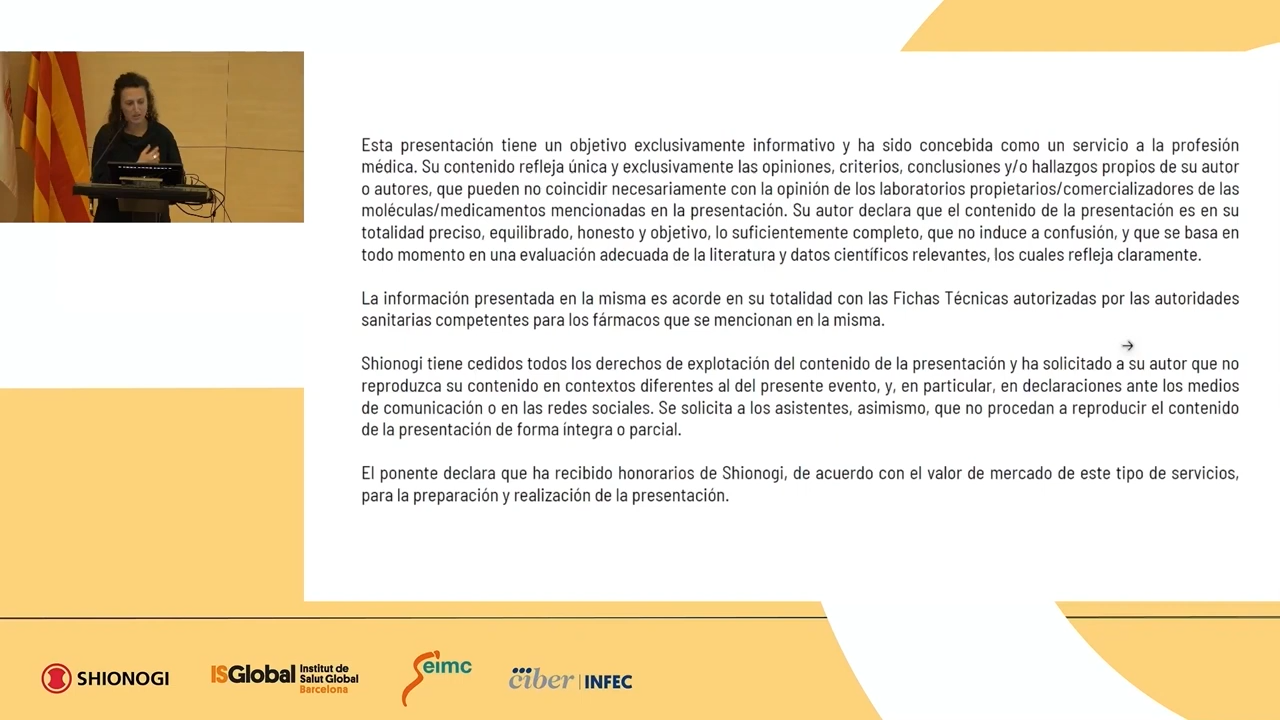 Esta presentación tiene un objetivo exclusivamente informativo y ha sido concebida como un servicio a la profesión
médica. Su contenido refleja única y exclusivamente las opiniones, criterios, conclusiones y/o hallazgos propios de su autor
o autores, que pueden no coincidir necesariamente con la opinión de los laboratorios propietarios/comercializadores de las
moléculas/medicamentos mencionadas en la presentación. Su autor declara que el contenido de la presentación es en su
totalidad preciso, equilibrado, honesto y objetivo, lo suficientemente completo, que no induce a confusión, y que se basa en
todo momento en una evaluación adecuada de la literatura y datos científicos relevantes, los cuales refleja claramente.
La información presentada en la misma es acorde en su totalidad con las Fichas Técnicas autorizadas por las autoridades
sanitarias competentes para los fármacos que se mencionan en la misma.
Shionogi tiene cedidos todos los derechos de explotación del contenido de la presentación y ha solicitado a su autor que no
reproduzca su contenido en contextos diferentes al del presente evento, y, en particular, en declaraciones ante los medios
de comunicación o en las redes sociales. Se solicita a los asistentes, asimismo, que no procedan a reproducir el contenido
de la presentación de forma íntegra o parcial.
El ponente declara que ha recibido honorarios de Shionogi, de acuerdo con el valor de mercado de este tipo de servicios,
para la preparación y realización de la presentación.
SHIONOGI
ISGlobal Institut de
Salut Global
Barcelona
Seimc
ciber | INFEC